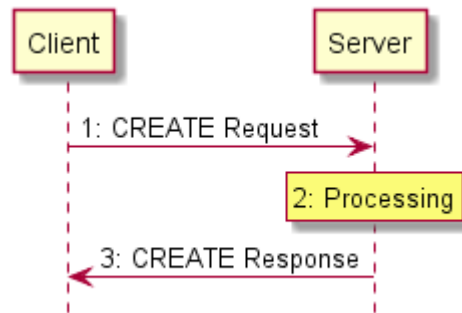 Client
Server
1: CREATE Request
2: Processing
3: CREATE Response